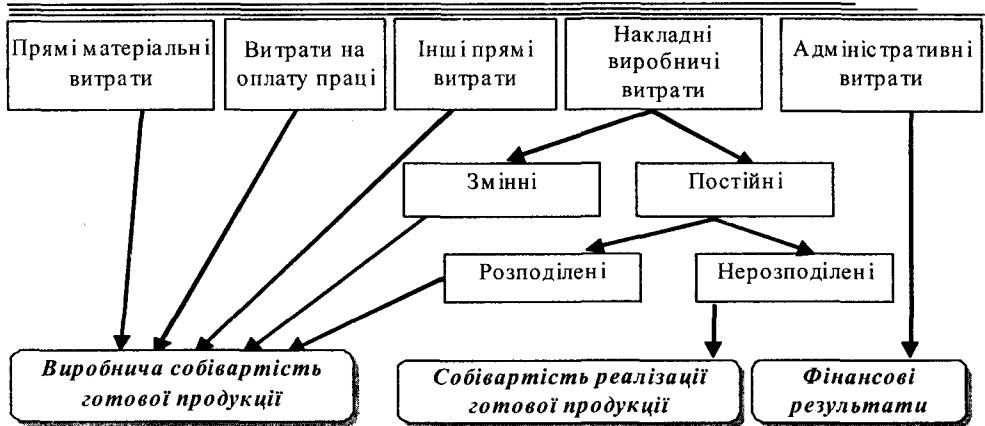 Прямі матеріальні
витрати
Витрати на
оплату праці
Інші прямі
витрати
Накладні
виробничі
витрати
Адміністративні
витрати
Змінні
Постійні
Розподілені
Нерозподілені
Виробнича собівартість
готової продукції
Собівартість реалізації
готової продукції
Фінансові
результати